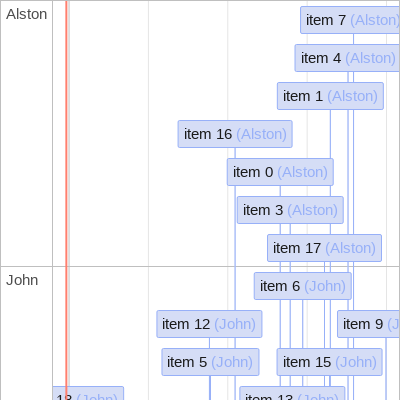 Alston
item 7 (Alston)
item 4 (Alston)
item 1 (Alston)
item 16 (Alston)
item 0 (Alston)
item 3 (Alston)
item 17 (Alston)
John
item 6 (John)
item 12 (John)
item 9 (J
item 5 (John)
item 15 (John)
(John)
item 13 (John)